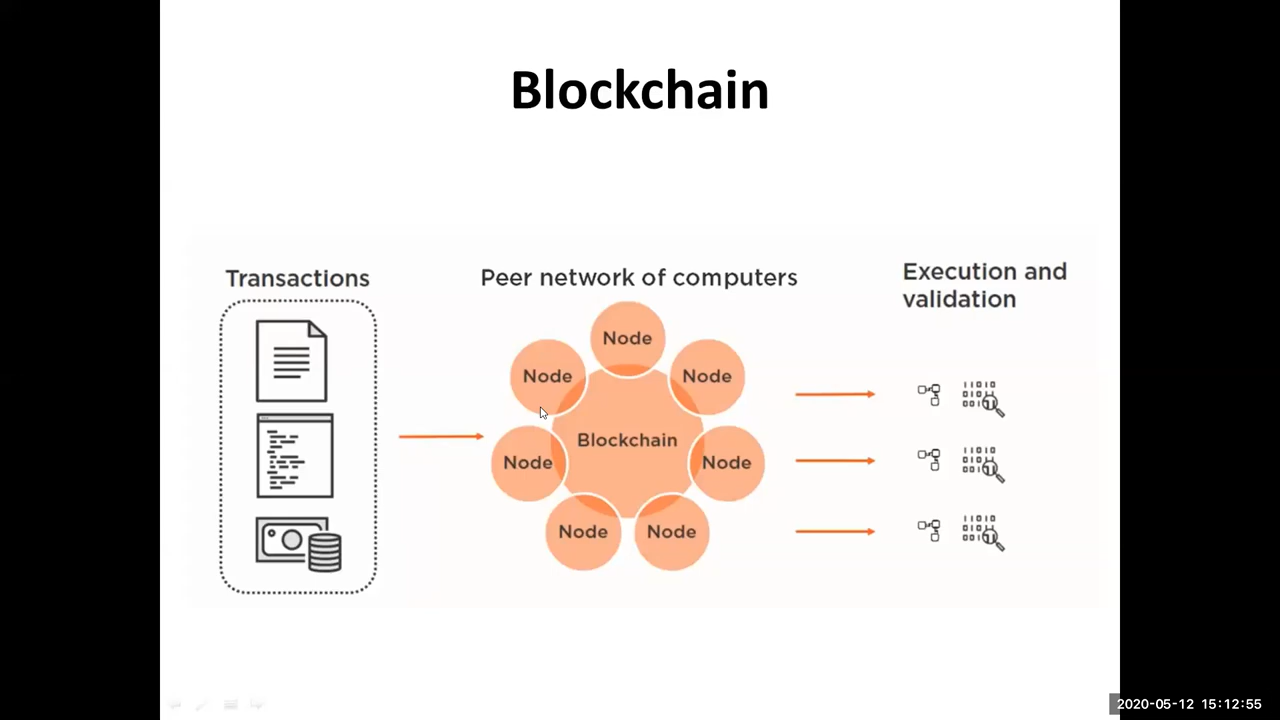 Blockchain
Transactions
Peer network of computers
Execution and
validation
Node
Node
Node
Blockchain
Node
Node
Node
Node
11010
2020-05-12 15:12:55